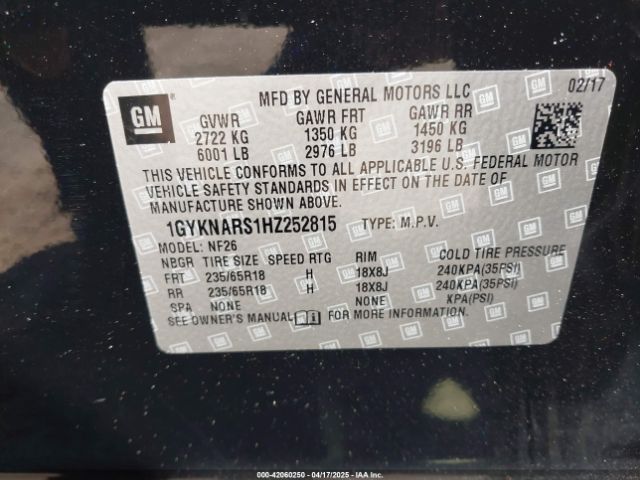 GM
MFD BY GENERAL MOTORS LLC
02/17
GVWR GAWR FRT GAWR RR
2722 KG 1350 KG 1450 KG
6001 LB 2976 LB 3196 LB
THIS VEHICLE CONFORMS TO ALL APPLICABLE U.S. FEDERAL MOTOR
VEHICLE SAFETY STANDARDS IN EFFECT ON THE DATE OF
MANUFACTURE SHOWN ABOVE.
1GYKNARS1HZ252815 TYPE: M.P.V.
MODEL: NF26
NBGR TIRE SIZE SPEED RTG RIM COLD TIRE PRESSURE
FRT 235/65R18 H 18X8J 240KPA(35PSI)
RR 235/65R18 H 18X8J 240KPA(35PSI)
SPA NONE NONE KPA(PSI)
SEE OWNER'S MANUAL FOR MORE INFORMATION.
000-42060250 - 04/17/2025 - IAAI.COM